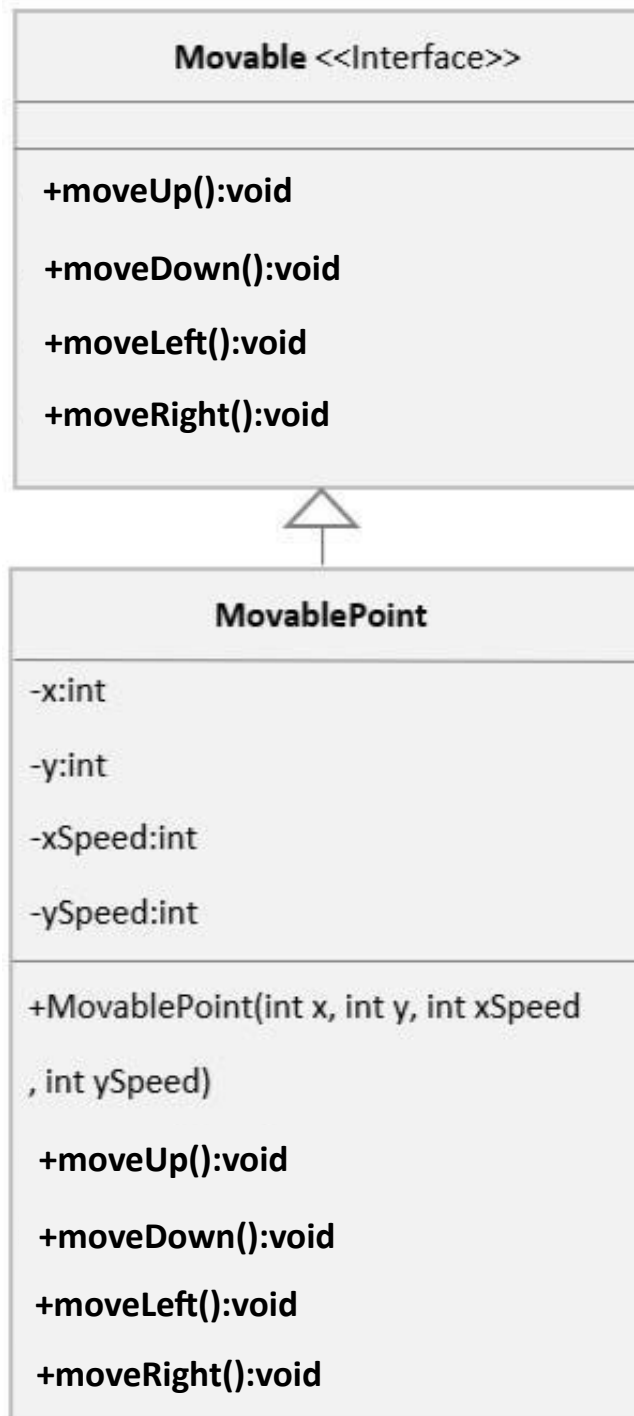 Movable <<Interface>>
+moveUp():void
+moveDown():void
+moveLeft():void
+moveRight():void
MovablePoint
-x:int
-y:int
-xSpeed:int
-ySpeed:int
+MovablePoint(int x, int y, int xSpeed
, int ySpeed)
+moveUp():void
+moveDown():void
+moveLeft():void
+moveRight():void